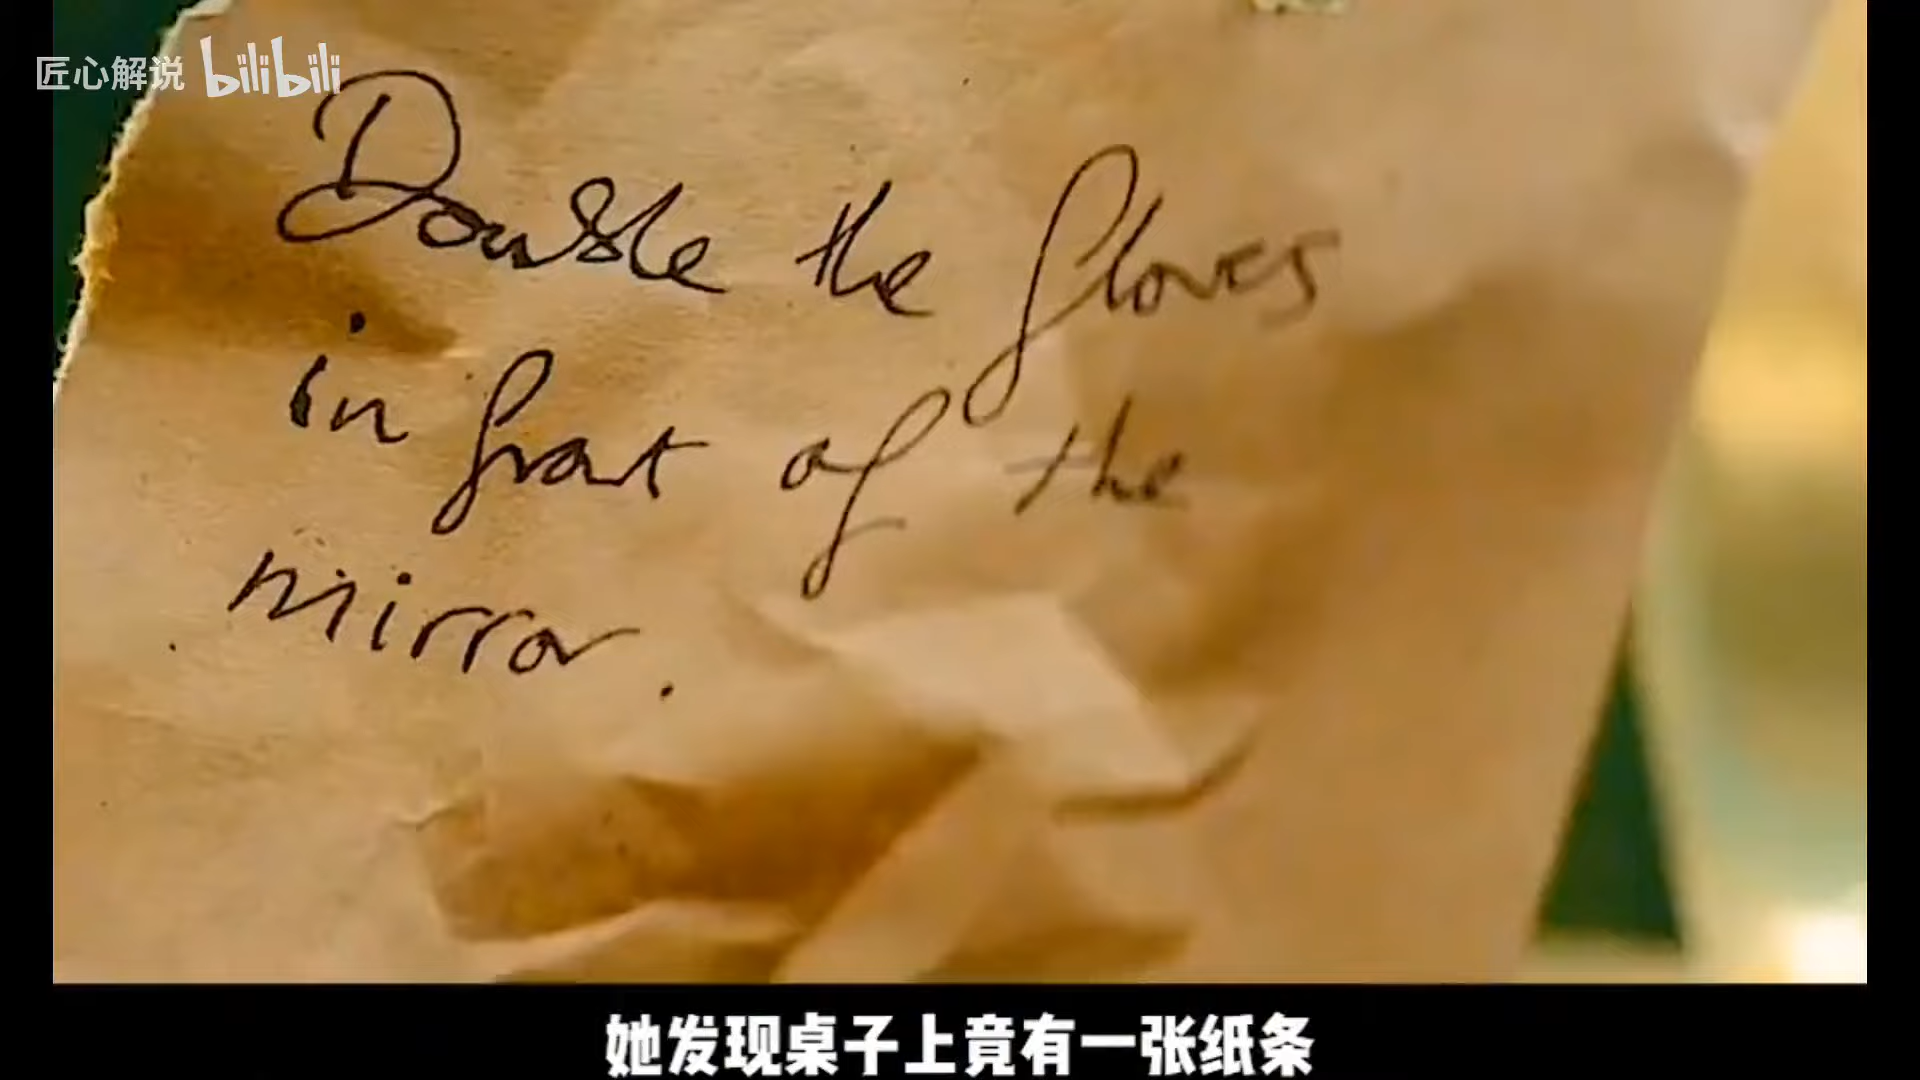 匠心解说 bilibili
Double the gloves
in front of the
mirror.
她发现桌子上竟有一张纸条